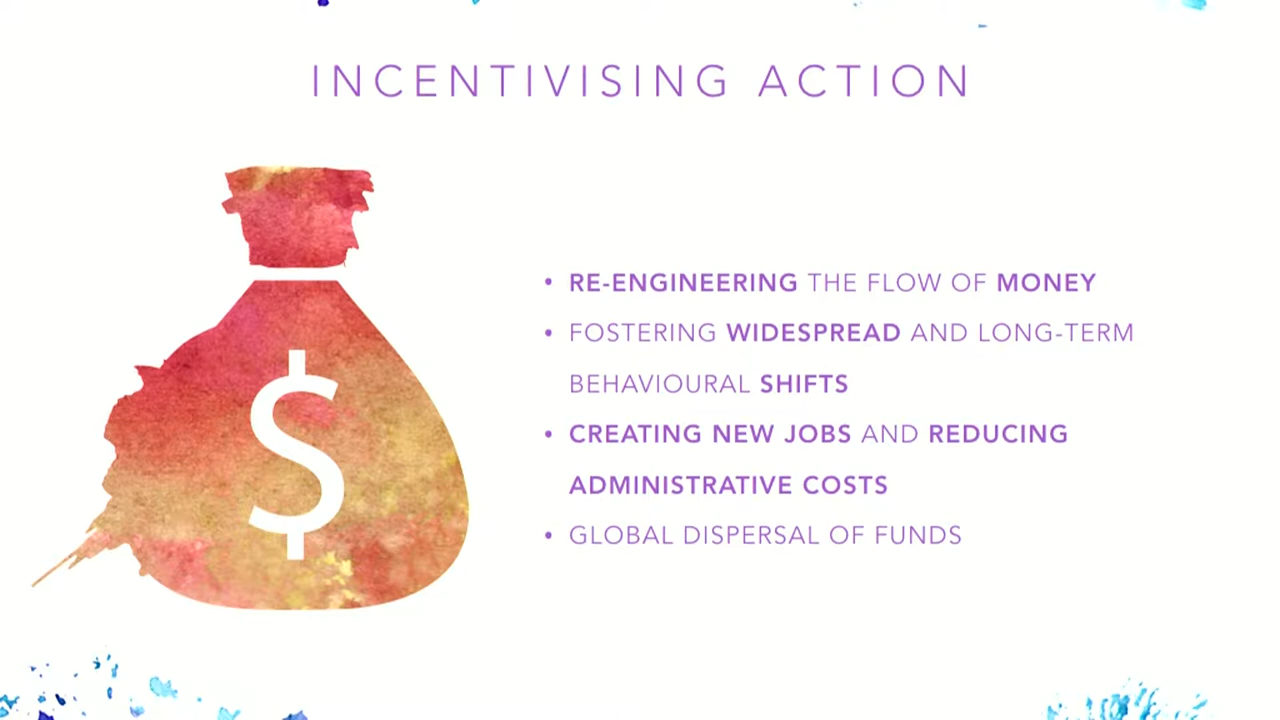 INCENTIVISING ACTION
$
• RE-ENGINEERING THE FLOW OF MONEY
• FOSTERING WIDESPREAD AND LONG-TERM
BEHAVIOURAL SHIFTS
• CREATING NEW JOBS AND REDUCING
ADMINISTRATIVE COSTS
• GLOBAL DISPERSAL OF FUNDS